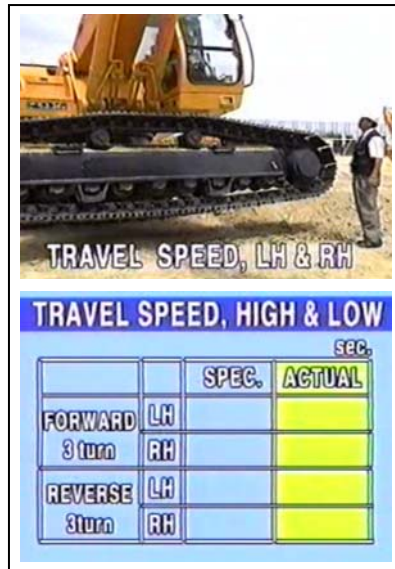 TRAVEL SPEED, LH & RH
TRAVEL SPEED, HIGH & LOW
sec.
SPEC. ACTUAL
FORWARD LH
3 turn RH
REVERSE LH
3turn RH